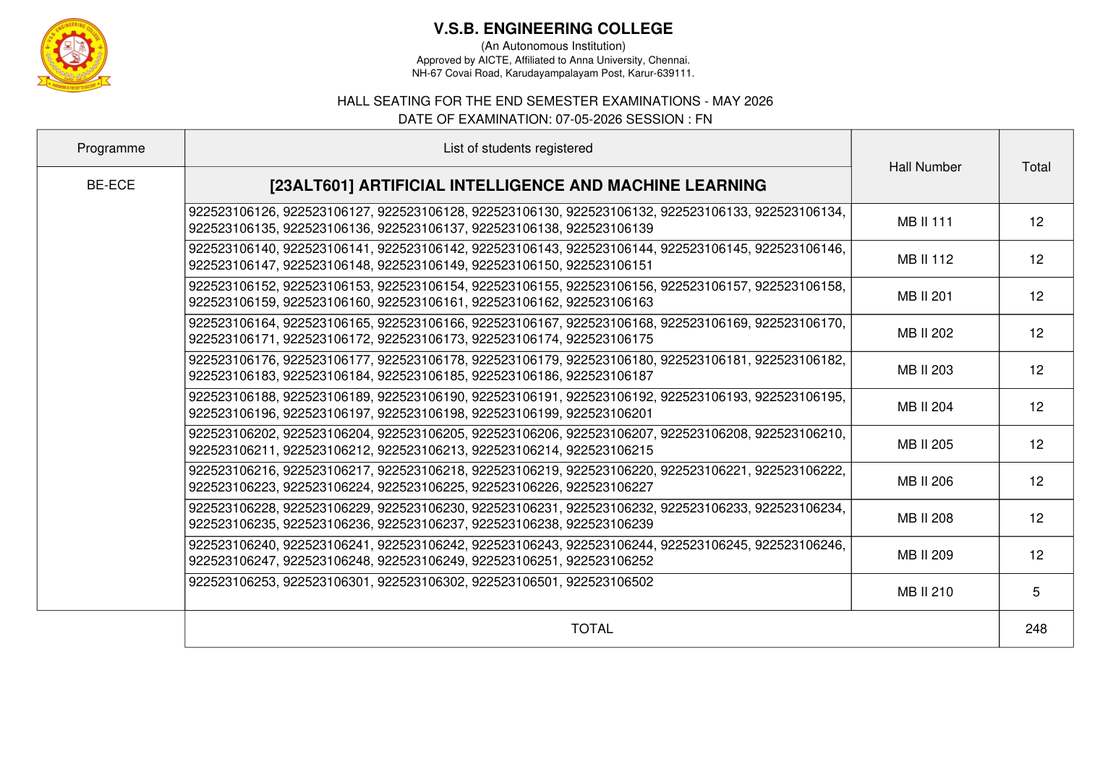 V.S.B. ENGINEERING COLLEGE
(An Autonomous Institution)
Approved by AICTE, Affiliated to Anna University, Chennai.
NH-67 Covai Road, Karudayampalayam Post, Karur-639111.
HALL SEATING FOR THE END SEMESTER EXAMINATIONS - MAY 2026
DATE OF EXAMINATION: 07-05-2026 SESSION : FN
Programme List of students registered Hall Number Total
BE-ECE [23ALT601] ARTIFICIAL INTELLIGENCE AND MACHINE LEARNING
922523106126, 922523106127, 922523106128, 922523106130, 922523106132, 922523106133, 922523106134,
922523106135, 922523106136, 922523106137, 922523106138, 922523106139
MB II 111 12
922523106140, 922523106141, 922523106142, 922523106143, 922523106144, 922523106145, 922523106146,
922523106147, 922523106148, 922523106149, 922523106150, 922523106151
MB II 112 12
922523106152, 922523106153, 922523106154, 922523106155, 922523106156, 922523106157, 922523106158,
922523106159, 922523106160, 922523106161, 922523106162, 922523106163
MB II 201 12
922523106164, 922523106165, 922523106166, 922523106167, 922523106168, 922523106169, 922523106170,
922523106171, 922523106172, 922523106173, 922523106174, 922523106175
MB II 202 12
922523106176, 922523106177, 922523106178, 922523106179, 922523106180, 922523106181, 922523106182,
922523106183, 922523106184, 922523106185, 922523106186, 922523106187
MB II 203 12
922523106188, 922523106189, 922523106190, 922523106191, 922523106192, 922523106193, 922523106195,
922523106196, 922523106197, 922523106198, 922523106199, 922523106201
MB II 204 12
922523106202, 922523106204, 922523106205, 922523106206, 922523106207, 922523106208, 922523106210,
922523106211, 922523106212, 922523106213, 922523106214, 922523106215
MB II 205 12
922523106216, 922523106217, 922523106218, 922523106219, 922523106220, 922523106221, 922523106222,
922523106223, 922523106224, 922523106225, 922523106226, 922523106227
MB II 206 12
922523106228, 922523106229, 922523106230, 922523106231, 922523106232, 922523106233, 922523106234,
922523106235, 922523106236, 922523106237, 922523106238, 922523106239
MB II 208 12
922523106240, 922523106241, 922523106242, 922523106243, 922523106244, 922523106245, 922523106246,
922523106247, 922523106248, 922523106249, 922523106251, 922523106252
MB II 209 12
922523106253, 922523106301, 922523106302, 922523106501, 922523106502
MB II 210 5
TOTAL 248